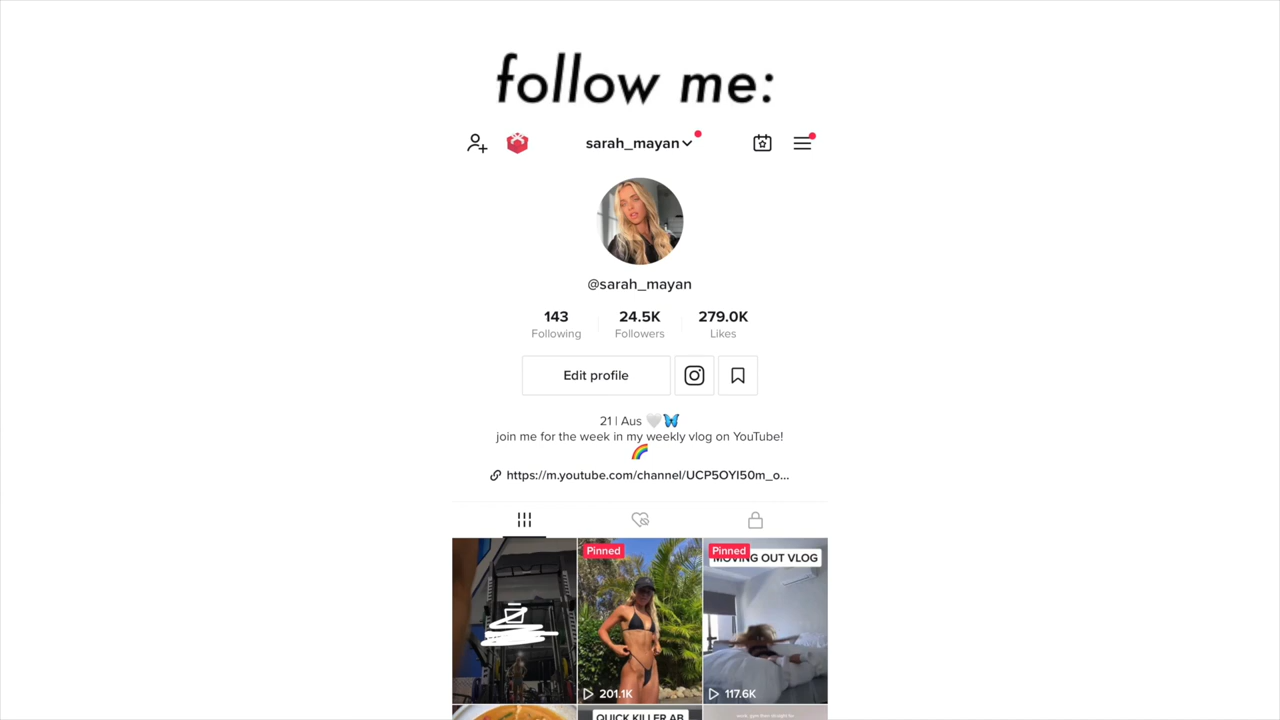 follow me:
sarah_mayan
@sarah_mayan
143 24.5K 279.0K
Following Followers Likes
Edit profile
21 | Aus 🤍🦋
join me for the week in my weekly vlog on YouTube!
🌈
https://m.youtube.com/channel/UCP5OYI50m_o...
Pinned
Pinned
MOVING OUT VLOG
201.1K
117.6K
QUICK KILLER AB